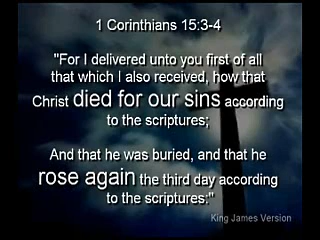 1 Corinthians 15:3-4
"For I delivered unto you first of all
that which I also received, how that
Christ died for our sins according
to the scriptures;
And that he was buried, and that he
rose again the third day according
to the scriptures:"
King James Version